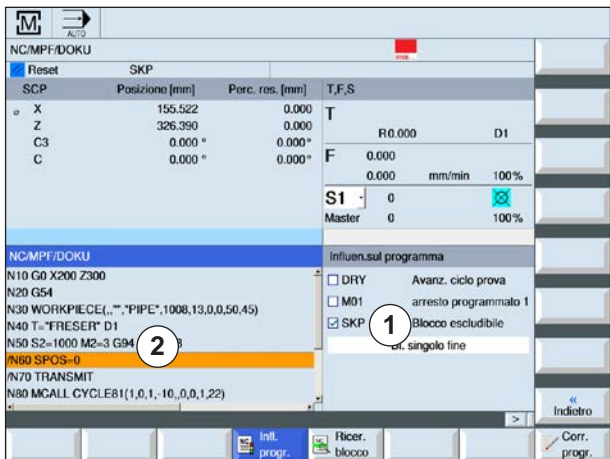 M
AUTO
NC/MPF/DOKU
Reset SKP
SCP Posizione [mm] Perc. res. [mm] T,F,S
X 155.522 0.000
Z 326.390 0.000
C3 0.000 ° 0.000°
C 0.000 ° 0.000°
T
R0.000 D1
F 0.000
0.000 mm/min 100%
S1 0
Master 0 100%
NC/MPF/DOKU
N10 G0 X200 Z300
N20 G54
N30 WORKPIECE(,,"","PIPE",1008,13,0,0,50,45)
N40 T="FRESER" D1
N50 S2=1000 M2=3 G94
/N60 SPOS=0
/N70 TRANSMIT
N80 MCALL CYCLE81(1,0,1,-10,,0,0,1,22)
2
Influen.sul programma
DRY Avanz. ciclo prova
M01 arresto programmato 1
SKP Blocco escludibile
1
singolo fine
>
« Indietro
NC
Infl. progr.
Ricer. blocco
Corr. progr.